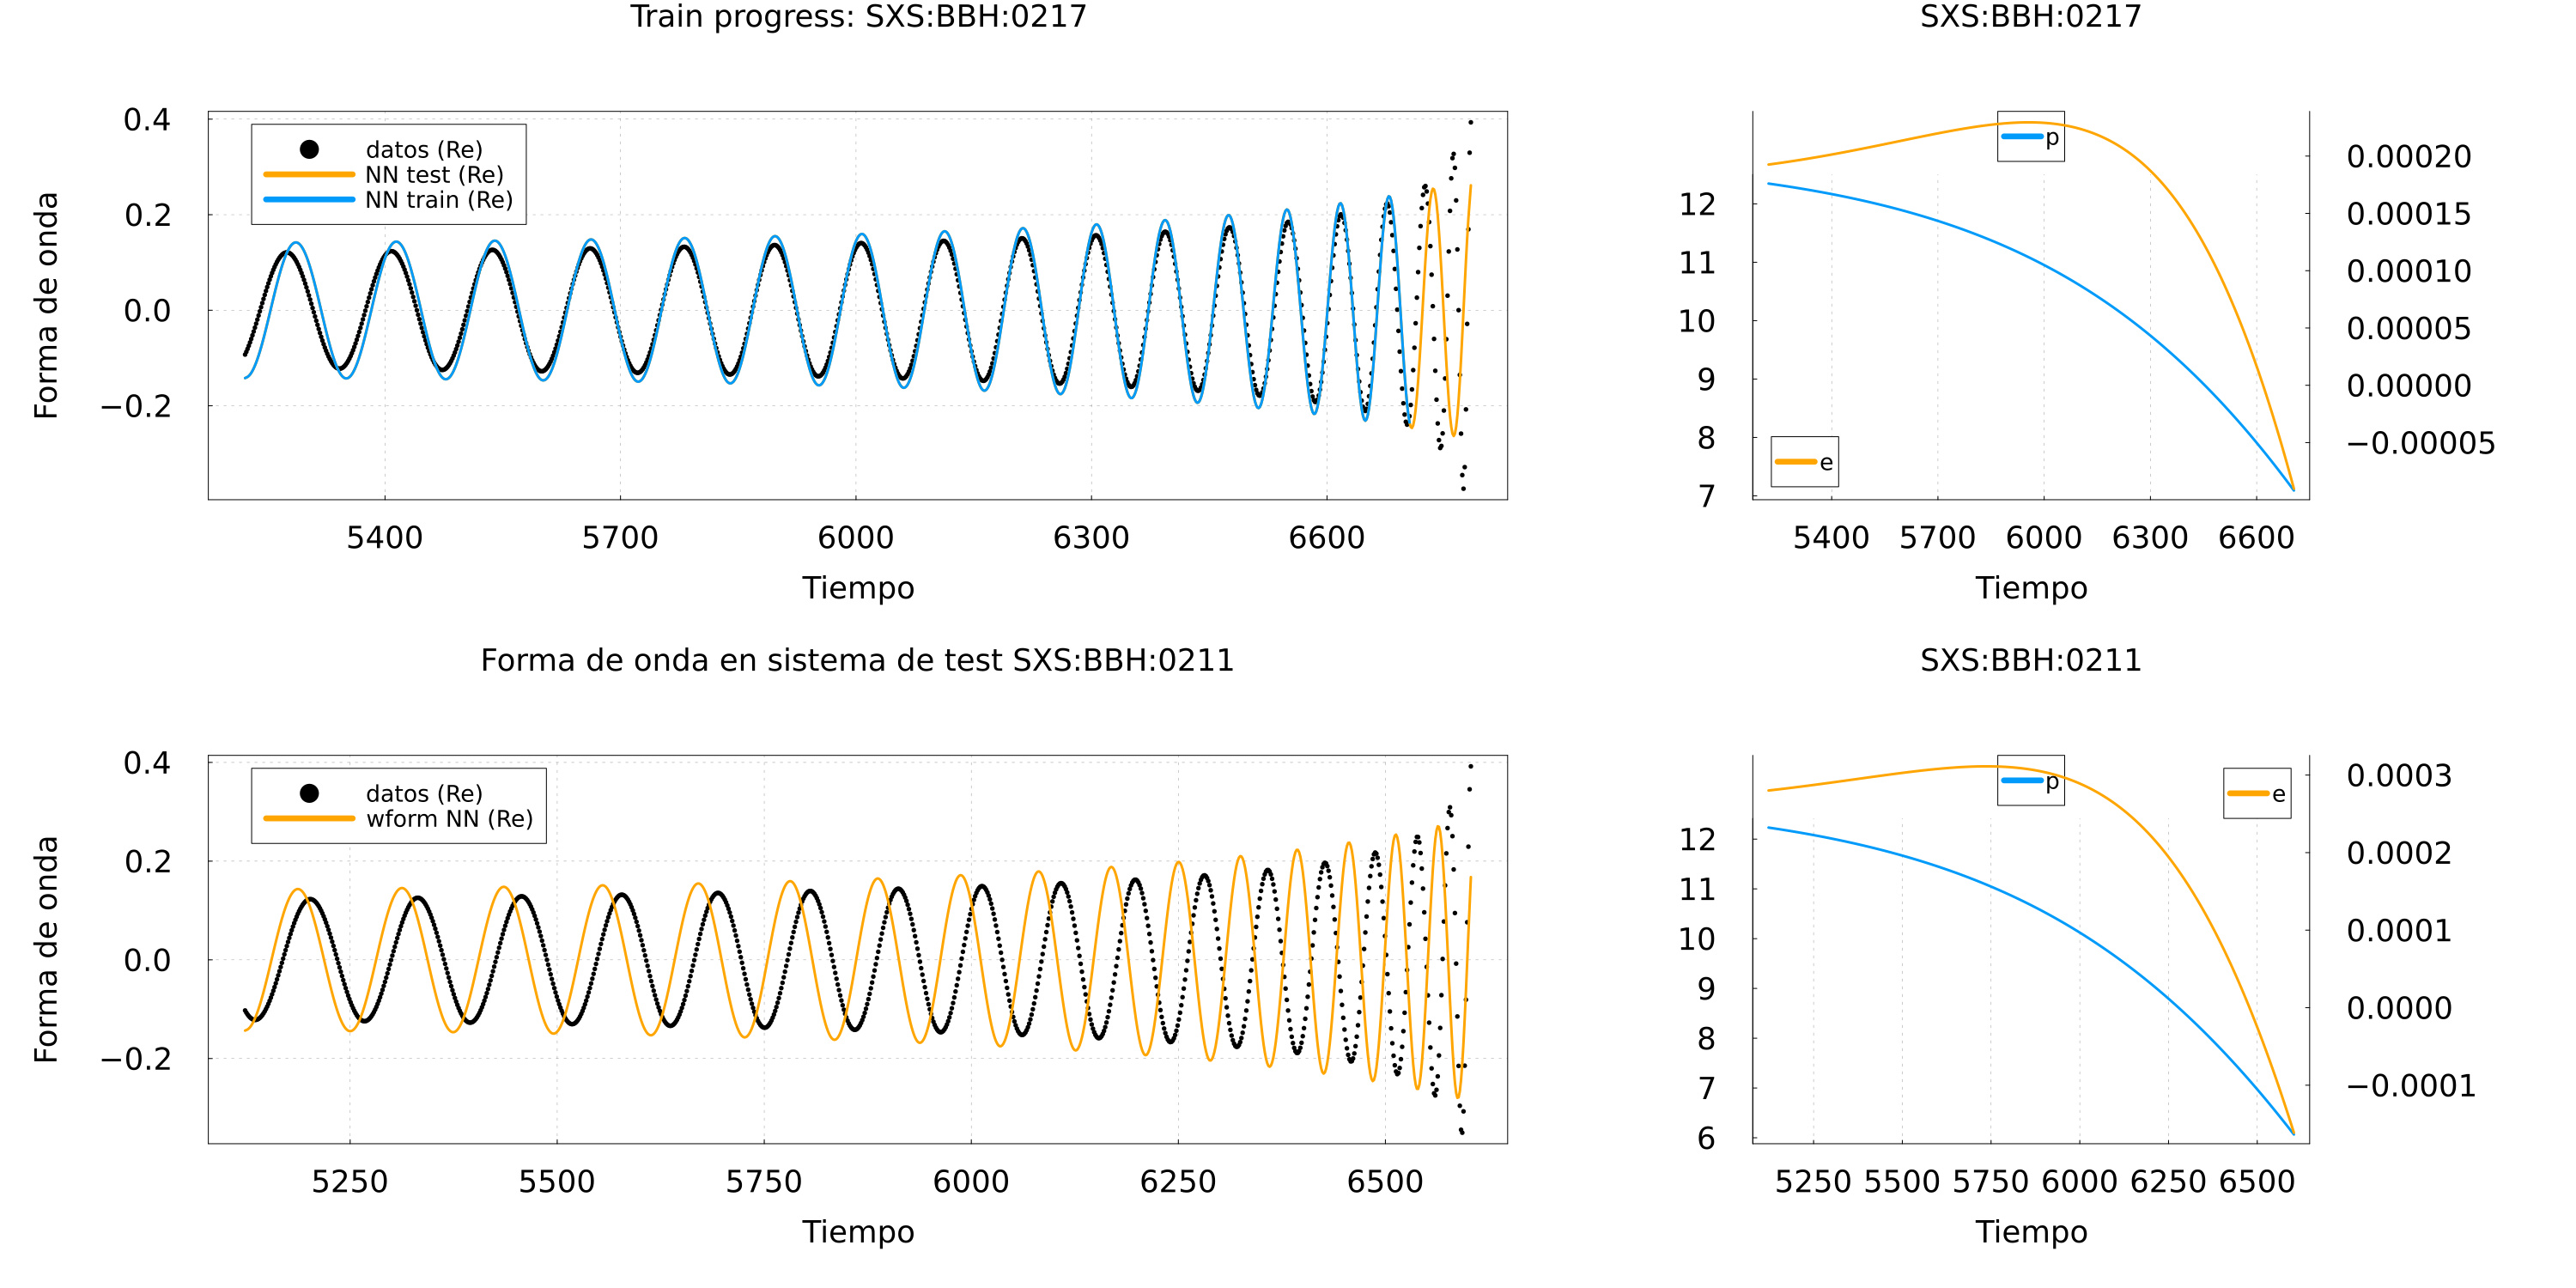 Train progress: SXS:BBH:0217
Forma de onda
0.4
0.2
0.0
−0.2
datos (Re)
NN test (Re)
NN train (Re)
5400 5700 6000 6300 6600
Tiempo
SXS:BBH:0217
12
11
10
9
8
7
p
e
0.00020
0.00015
0.00010
0.00005
0.00000
−0.00005
5400 5700 6000 6300 6600
Tiempo
Forma de onda en sistema de test SXS:BBH:0211
Forma de onda
0.4
0.2
0.0
−0.2
datos (Re)
wform NN (Re)
5250 5500 5750 6000 6250 6500
Tiempo
SXS:BBH:0211
12
11
10
9
8
7
6
p
e
0.0003
0.0002
0.0001
0.0000
−0.0001
5250 5500 5750 6000 6250 6500
Tiempo